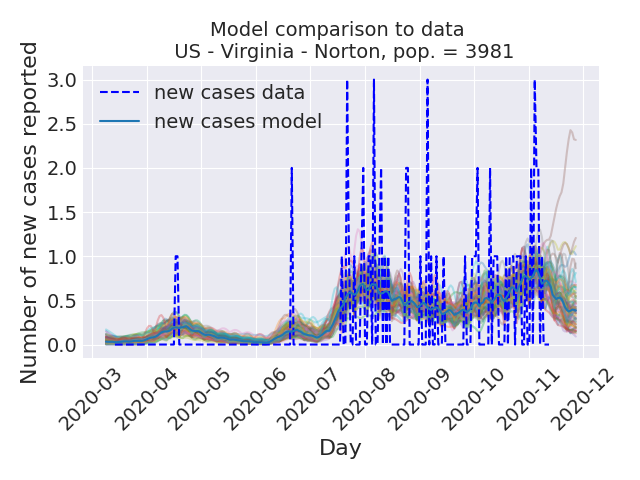 Model comparison to data
US - Virginia - Norton, pop. = 3981
Number of new cases reported
3.0
2.5
2.0
1.5
1.0
0.5
0.0
new cases data
new cases model
2020-03
2020-04
2020-05
2020-06
2020-07
2020-08
2020-09
2020-10
2020-11
2020-12
Day